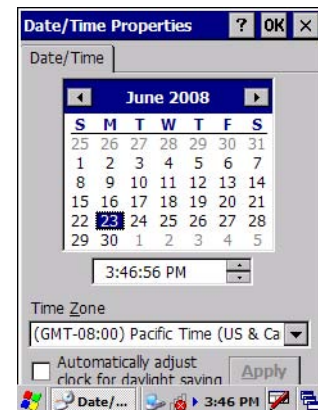 Date/Time Properties ? OK ×
Date/Time
June 2008
S M T W T F S
25 26 27 28 29 30 31
1 2 3 4 5 6 7
8 9 10 11 12 13 14
15 16 17 18 19 20 21
22 23 24 25 26 27 28
29 30 1 2 3 4 5
3:46:56 PM
Time Zone
(GMT-08:00) Pacific Time (US & Ca
Automatically adjust
clock for daylight saving
Apply
Date/... 3:46 PM